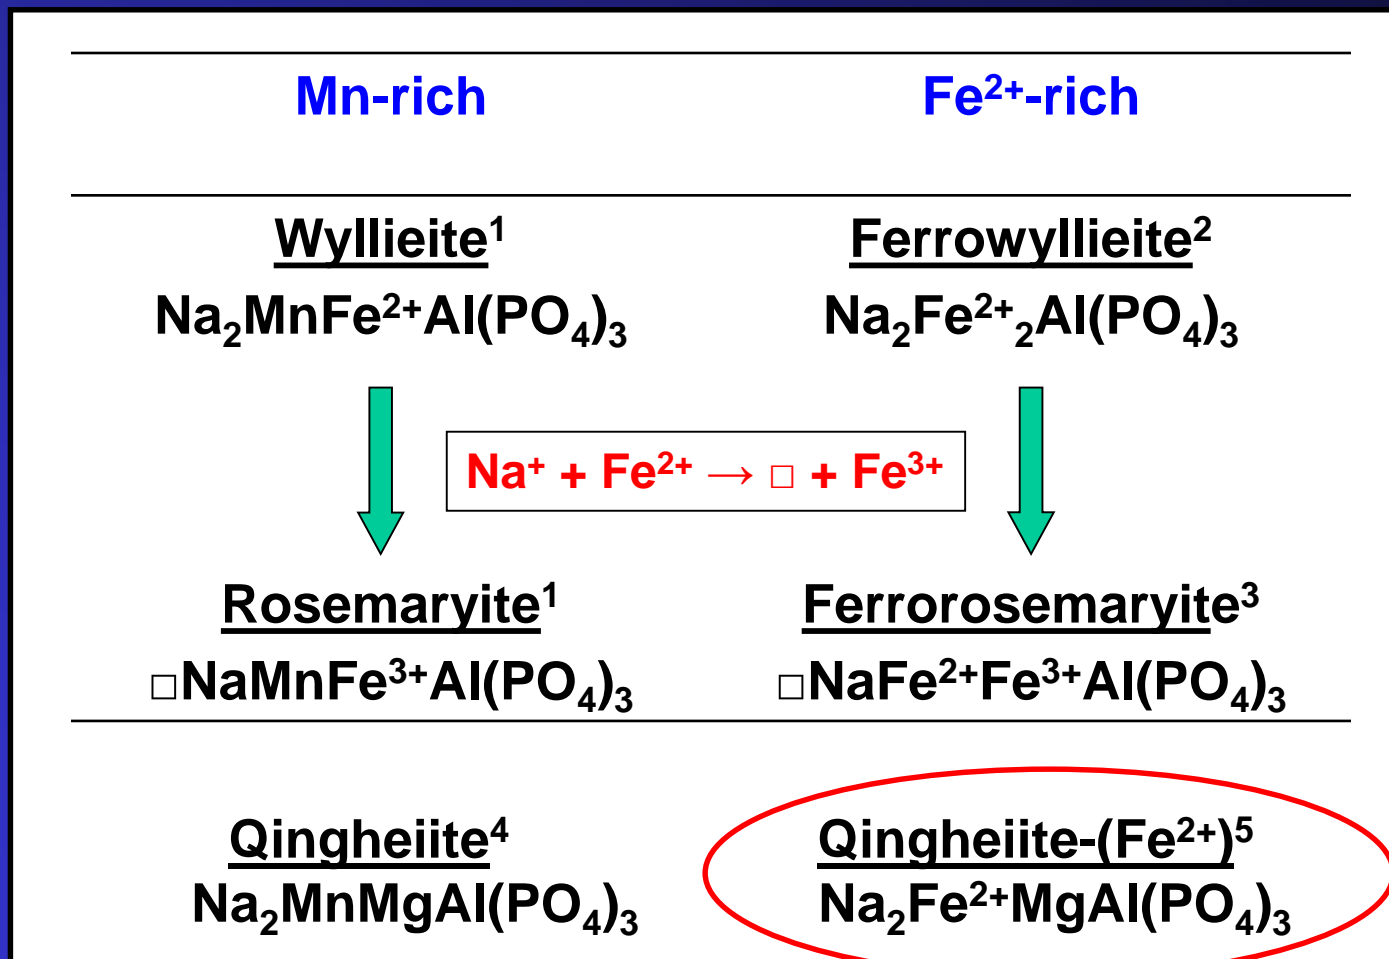 Mn-rich Fe²⁺-rich
Wyllieite¹ Ferrowyllieite²
Na₂MnFe²⁺Al(PO₄)₃ Na₂Fe²⁺₂Al(PO₄)₃
Na⁺ + Fe²⁺ → □ + Fe³⁺
Rosemaryite¹ Ferrorosemaryite³
□NaMnFe³⁺Al(PO₄)₃ □NaFe²⁺Fe³⁺Al(PO₄)₃
Qingheiite⁴ Qingheiite-(Fe²⁺)⁵
Na₂MnMgAl(PO₄)₃ Na₂Fe²⁺MgAl(PO₄)₃